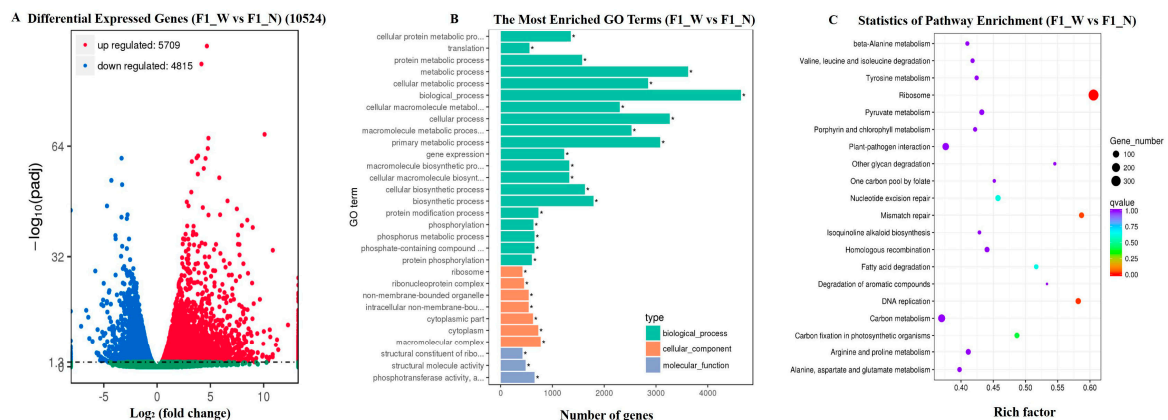 A Differential Expressed Genes (F1_W vs F1_N) (10524)
up regulated: 5709
down regulated: 4815
64
32
1.3
0
−log10(padj)
-5
0
5
10
Log2 (fold change)
B The Most Enriched GO Terms (F1_W vs F1_N)
cellular protein metabolic pro...
translation
protein metabolic process
metabolic process
cellular metabolic process
biological_process
cellular macromolecule metabol...
cellular process
macromolecule metabolic proces...
primary metabolic process
gene expression
macromolecule biosynthetic pro...
cellular macromolecule biosynt...
cellular biosynthetic process
biosynthetic process
protein modification process
phosphorylation
phosphorus metabolic process
phosphate-containing compound ...
protein phosphorylation
ribosome
ribonucleoprotein complex
non-membrane-bounded organelle
intracellular non-membrane-bou...
cytoplasmic part
cytoplasm
macromolecular complex
structural constituent of ribo...
structural molecule activity
phosphotransferase activity, a...
GO term
type
biological_process
cellular_component
molecular_function
0
1000
2000
3000
4000
Number of genes
C Statistics of Pathway Enrichment (F1_W vs F1_N)
beta-Alanine metabolism
Valine, leucine and isoleucine degradation
Tyrosine metabolism
Ribosome
Pyruvate metabolism
Porphyrin and chlorophyll metabolism
Plant-pathogen interaction
Other glycan degradation
One carbon pool by folate
Nucleotide excision repair
Mismatch repair
Isoquinoline alkaloid biosynthesis
Homologous recombination
Fatty acid degradation
Degradation of aromatic compounds
DNA replication
Carbon metabolism
Carbon fixation in photosynthetic organisms
Arginine and proline metabolism
Alanine, aspartate and glutamate metabolism
Gene_number
100
200
300
qvalue
1.00
0.75
0.50
0.25
0.00
0.40
0.45
0.50
0.55
0.60
Rich factor